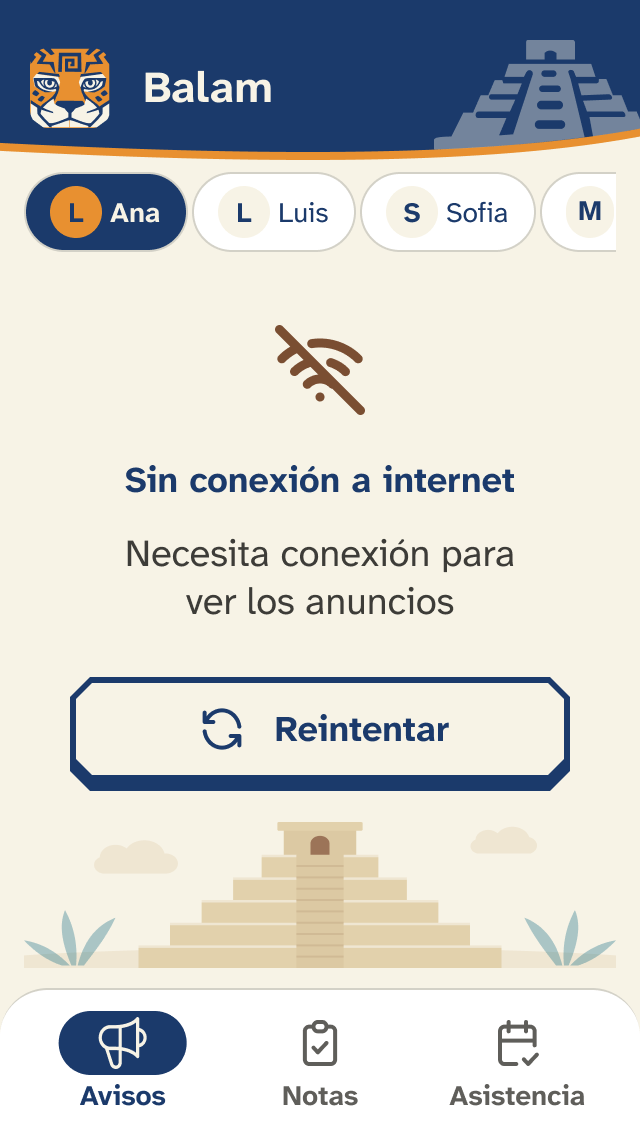 Balam
L Ana
L Luis
S Sofia
M
Sin conexión a internet
Necesita conexión para
ver los anuncios
Reintentar
Avisos
Notas
Asistencia